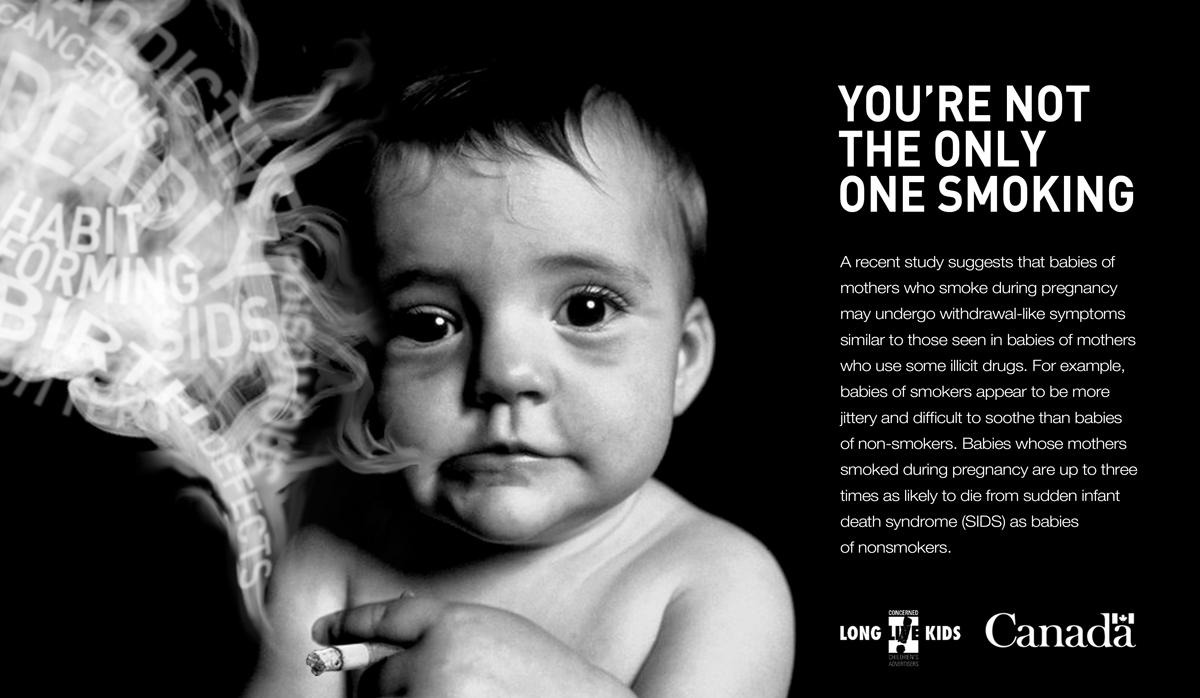 ADDICTIVE
CANCEROUS
DEADLY
HABIT
FORMING
SIDS
BIRTH
DEFECTS
YOU’RE NOT
THE ONLY
ONE SMOKING
A recent study suggests that babies of
mothers who smoke during pregnancy
may undergo withdrawal-like symptoms
similar to those seen in babies of mothers
who use some illicit drugs. For example,
babies of smokers appear to be more
jittery and difficult to soothe than babies
of non-smokers. Babies whose mothers
smoked during pregnancy are up to three
times as likely to die from sudden infant
death syndrome (SIDS) as babies
of nonsmokers.
CONCERNED
LONG LIVE KIDS
CHILDREN'S
ADVERTISERS
Canada